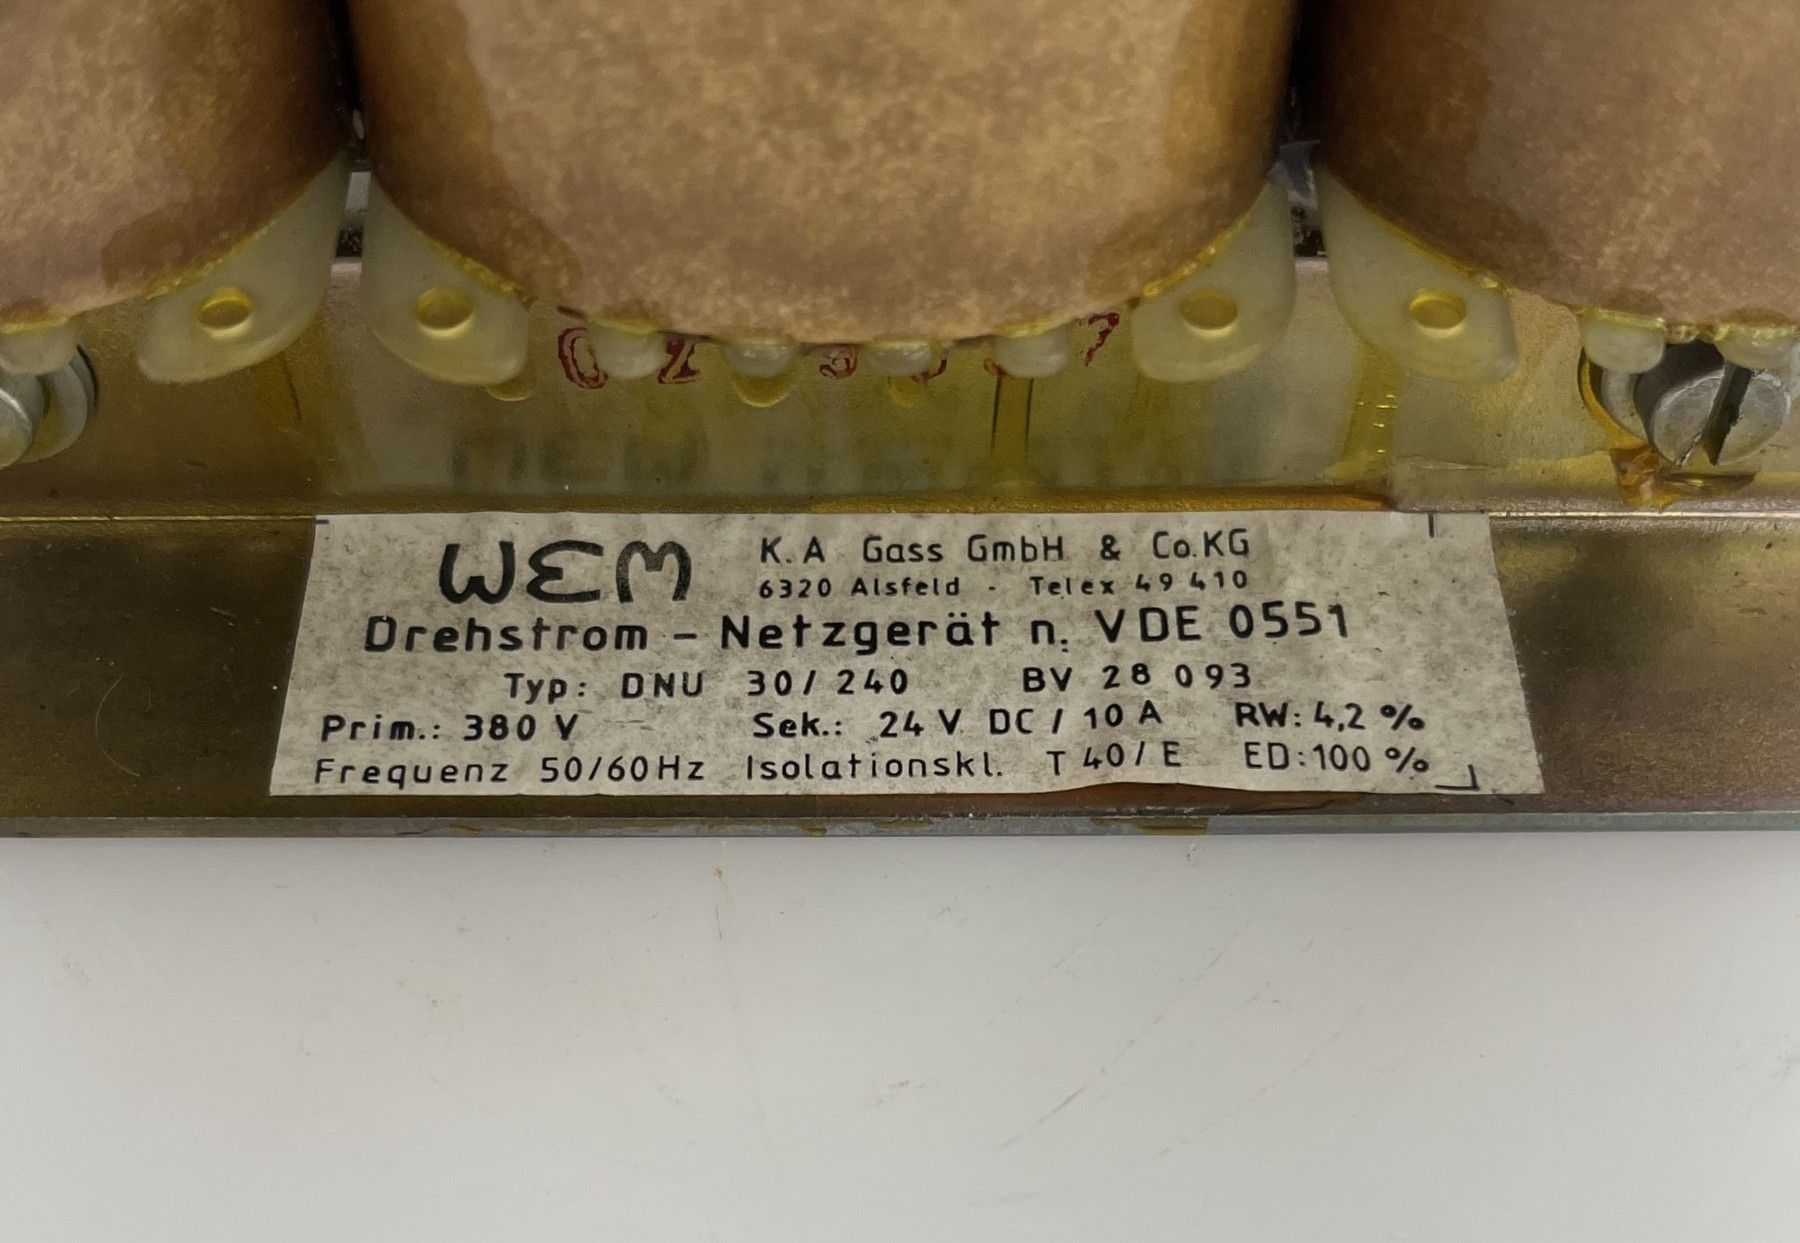 WEM K.A Gass GmbH & Co.KG
6320 Alsfeld - Telex 49 410
Drehstrom - Netzgerät n. VDE 0551
Typ: DNU 30/240 BV 28 093
Prim.: 380 V Sek.: 24 V DC / 10 A RW: 4,2 %
Frequenz 50/60Hz Isolationskl. T 40/E ED:100 %